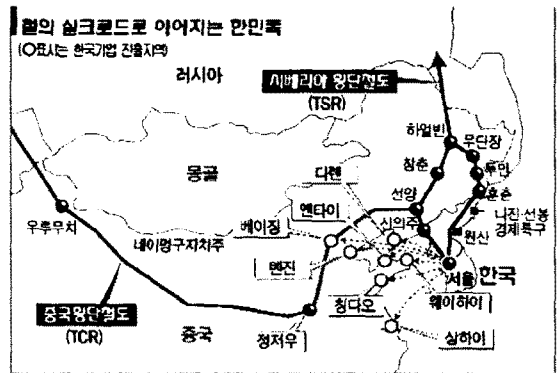 철의 실크로드로 이어지는 한민족
(○표시는 한국기업 진출지역)
러시아
시베리아 횡단철도
(TSR)
하얼빈
무단장
창춘
투먼
훈춘
몽골
다롄
선양
옌타이
나진·선봉
경제특구
신의주
원산
우루무치
베이징
네이멍구자치주
톈진
서울
한국
웨이하이
칭다오
중국횡단철도
(TCR)
중국
정저우
상하이